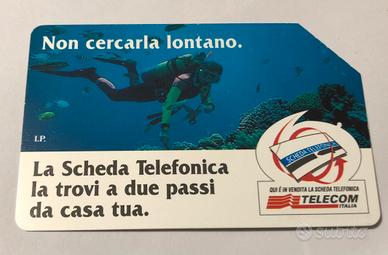 Non cercarla lontano.
I.P.
La Scheda Telefonica
la trovi a due passi
da casa tua.
SCHEDA TELEFONICA
QUI È IN VENDITA LA SCHEDA TELEFONICA
TELECOM
ITALIA
subito